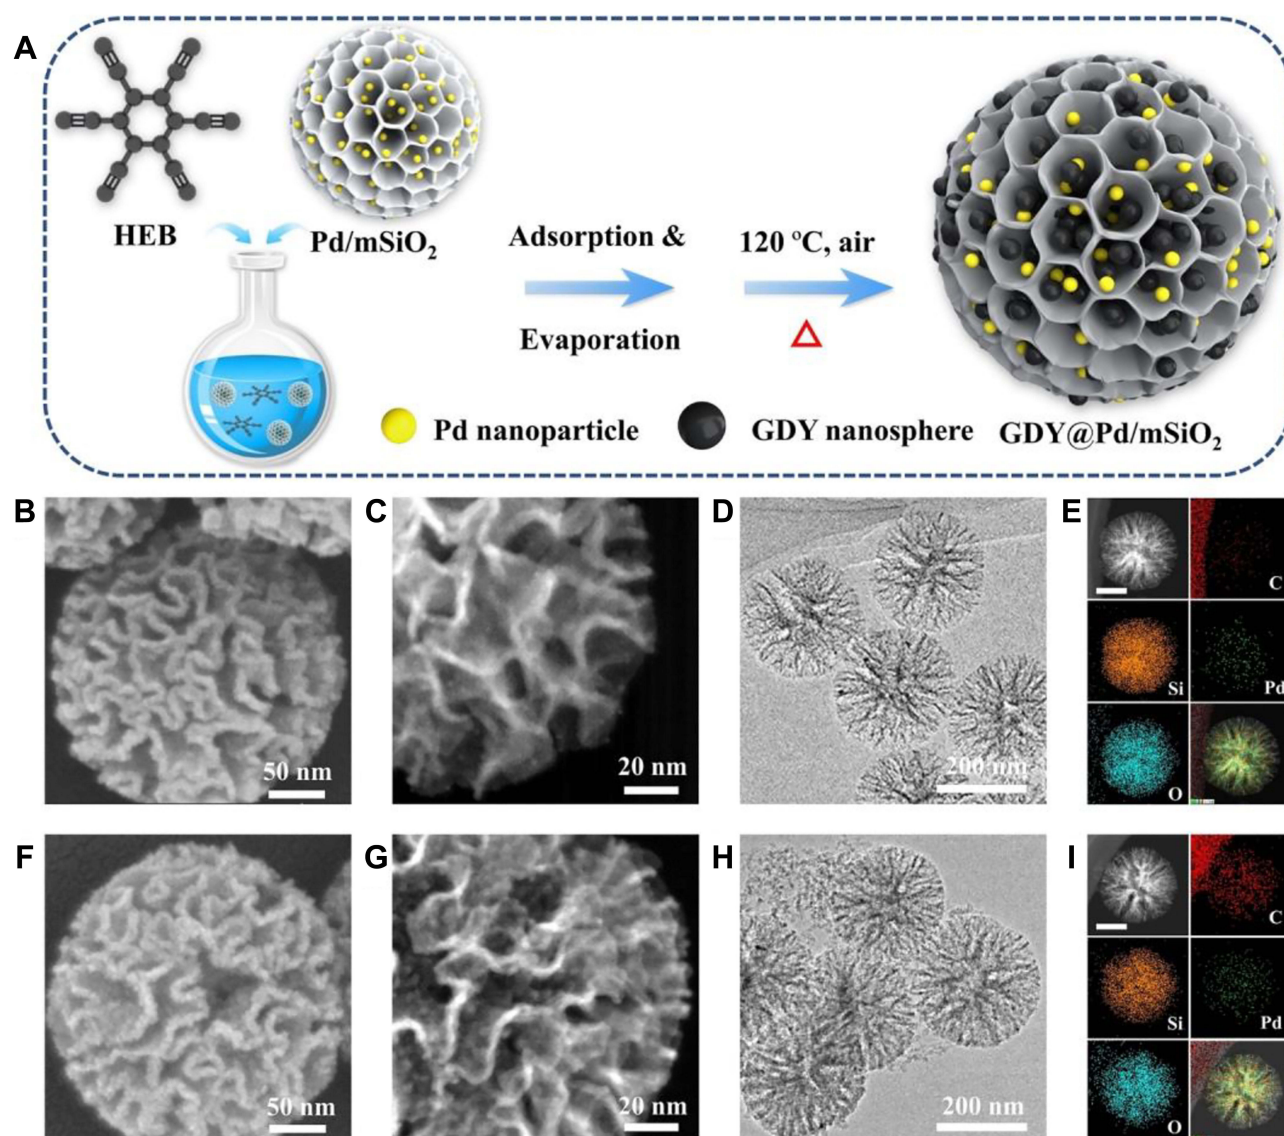 A
HEB
Pd/mSiO₂
Adsorption &
Evaporation
120 ºC, air
Pd nanoparticle
GDY nanosphere
GDY@Pd/mSiO₂
B
50 nm
C
20 nm
D
200 nm
E
C
Si
Pd
O
F
50 nm
G
20 nm
H
200 nm
I
C
Si
Pd
O